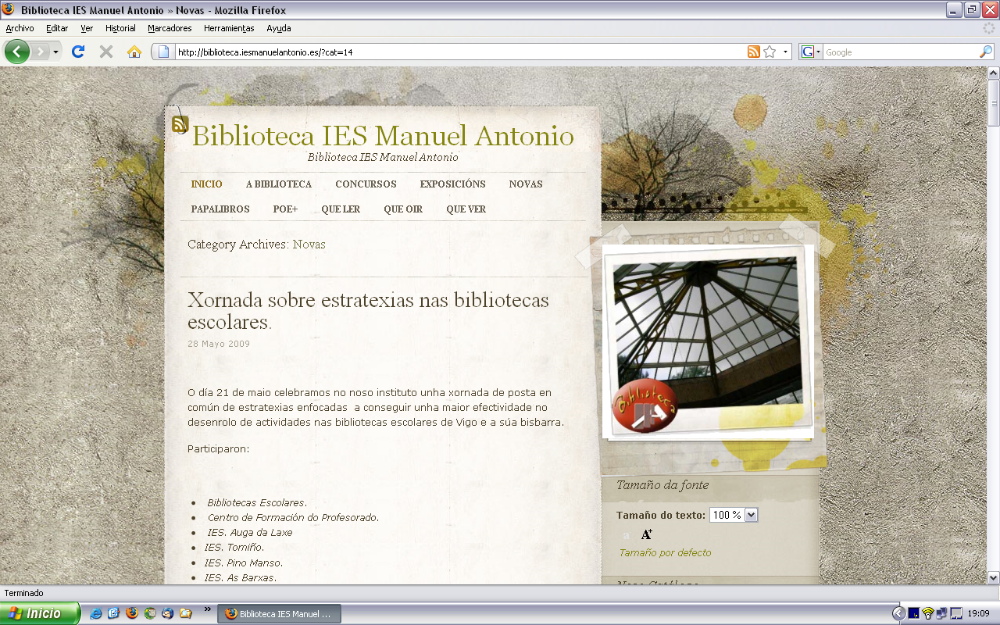 Biblioteca IES Manuel Antonio » Novas - Mozilla Firefox
Archivo Editar Ver Historial Marcadores Herramientas Ayuda
http://biblioteca.iesmanuelantonio.es/?cat=14
G Google
Biblioteca IES Manuel Antonio
Biblioteca IES Manuel Antonio
INICIO A BIBLIOTECA CONCURSOS EXPOSICIÓNS NOVAS
PAPALIBROS POE+ QUE LER QUE OIR QUE VER
Category Archives: Novas
Xornada sobre estratexias nas bibliotecas
escolares.
28 Mayo 2009
O día 21 de maio celebramos no noso instituto unha xornada de posta en
común de estratexias enfocadas a conseguir unha maior efectividade no
desenrolo de actividades nas bibliotecas escolares de Vigo e a súa bisbarra.
Participaron:
Bibliotecas Escolares.
Centro de Formación do Profesorado.
IES. Auga da Laxe
IES. Tomiño.
IES. Pino Manso.
IES. As Barxas.
Biblioteca
Tamaño da fonte
Tamaño do texto: 100 %
a A+
Tamaño por defecto
Noso Catálogo
Terminado
Inicio
» Biblioteca IES Manuel ...
19:09